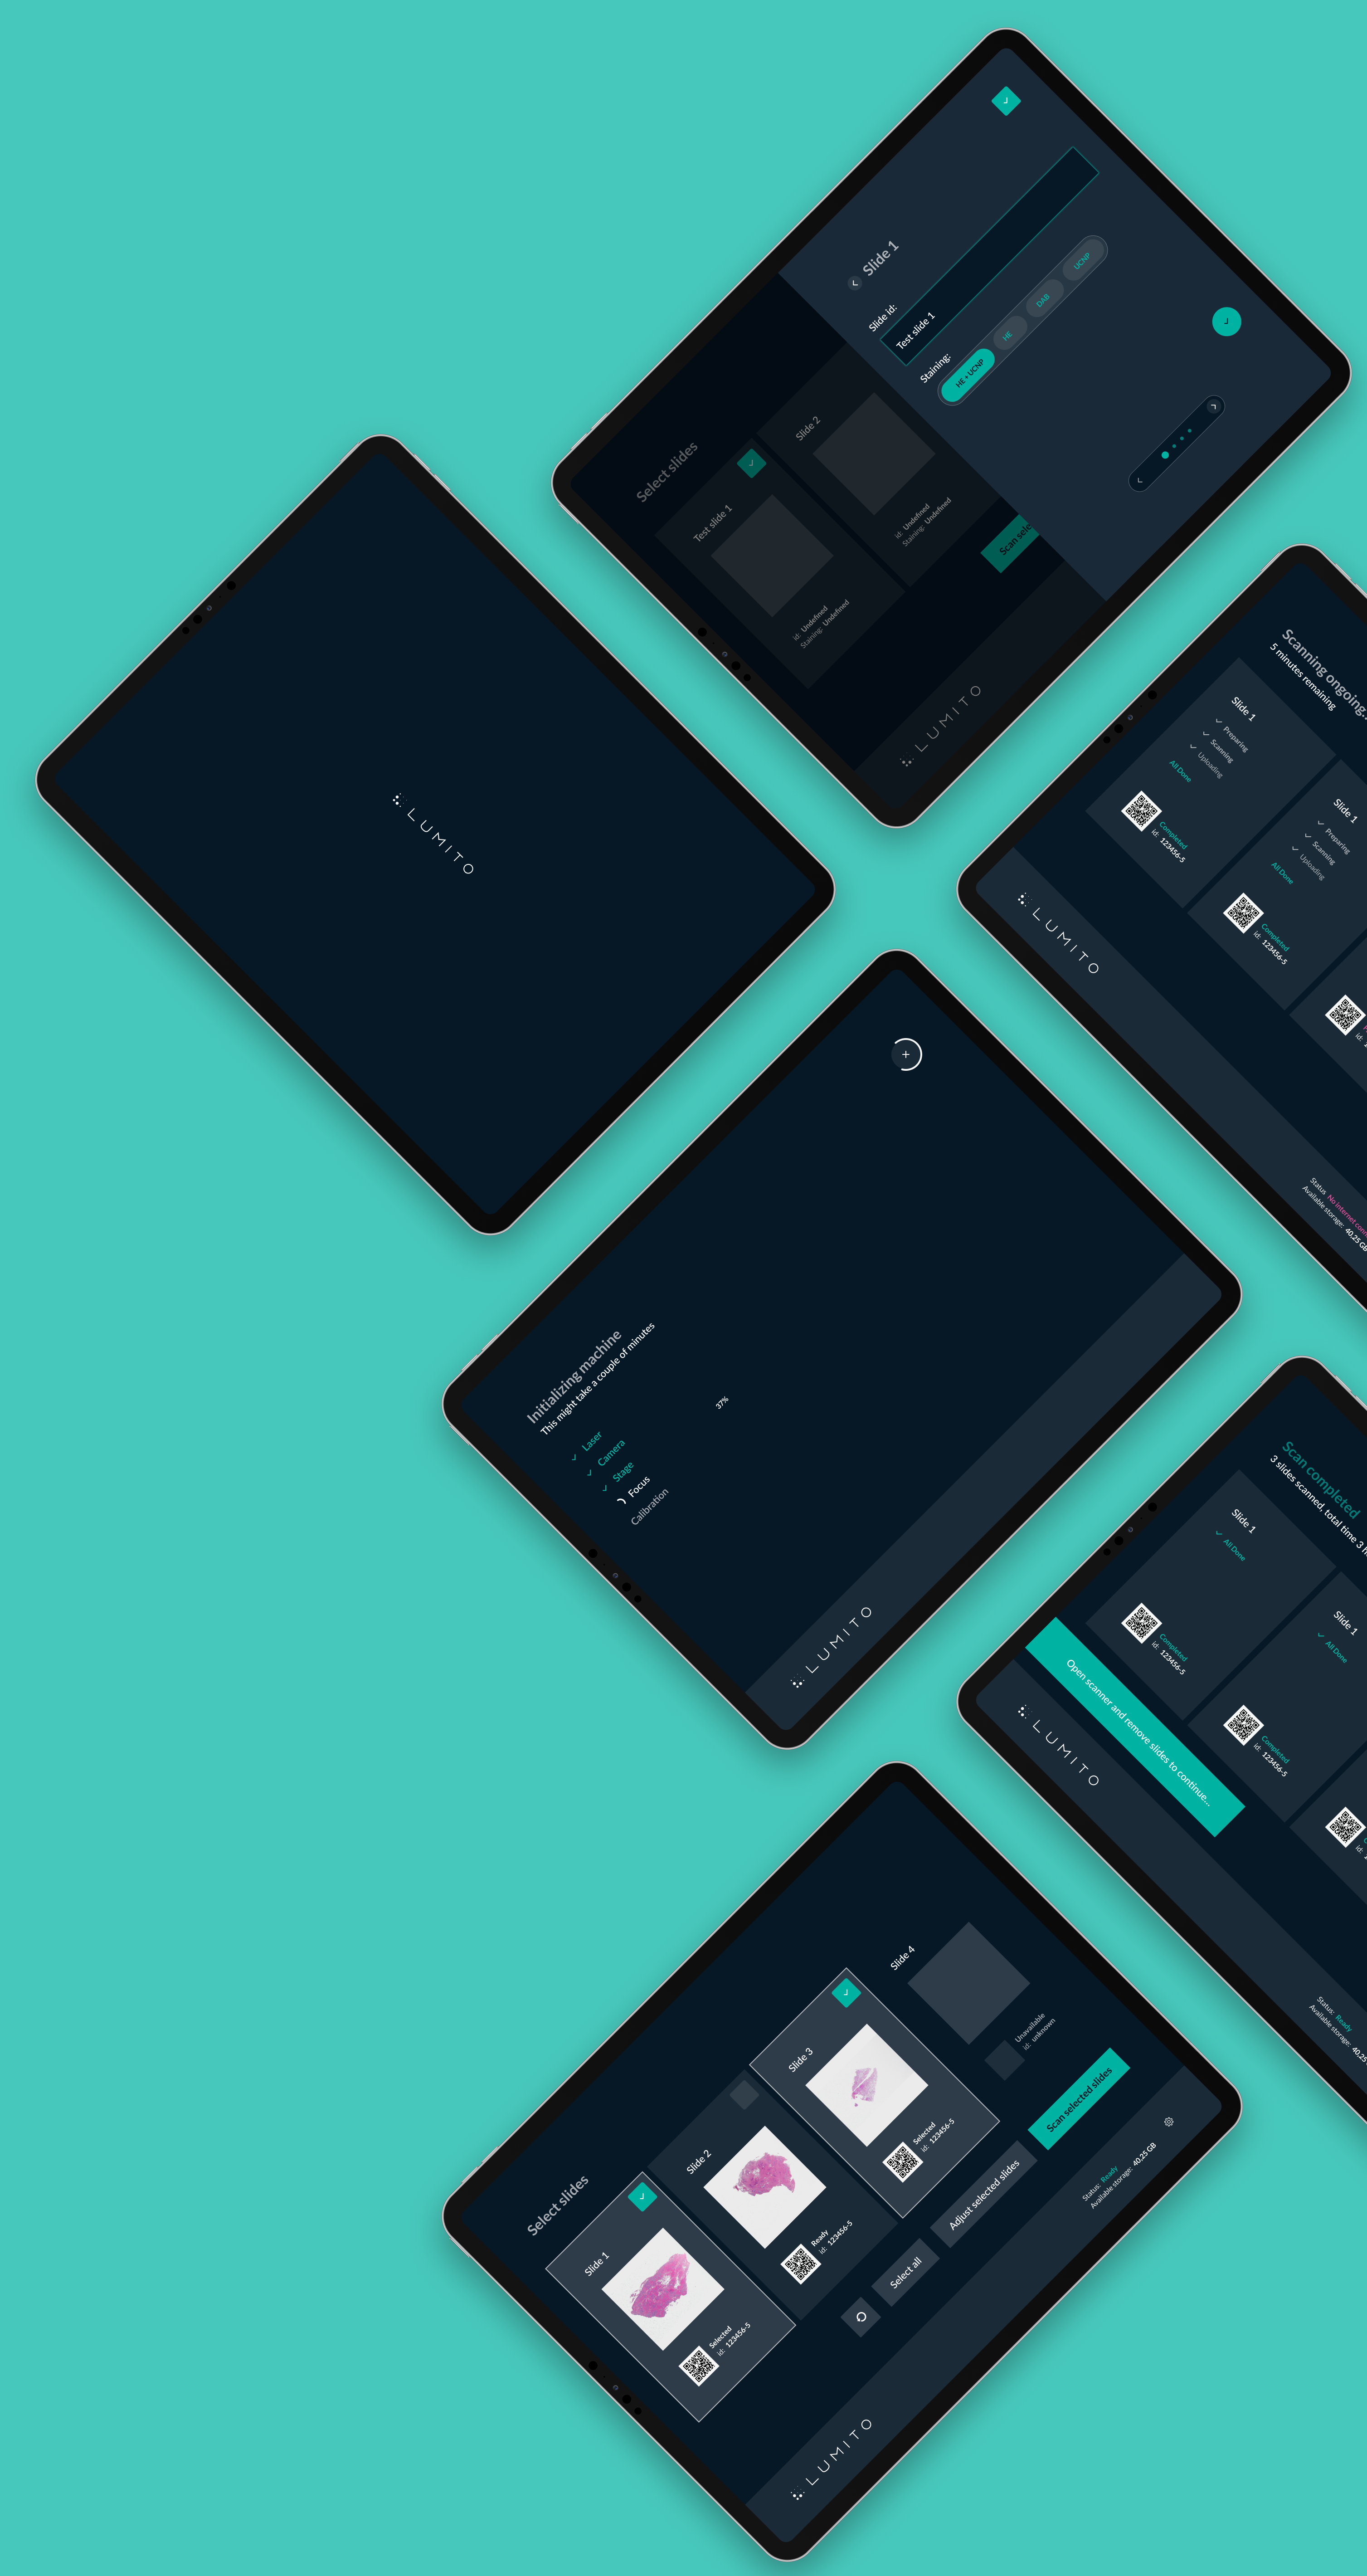 Slide 1
Slide id:
Test slide 1
Staining:
HE + UCNP
HE
DAB
UCNP
Select slides
Test slide 1
id: Undefined
Staining: Undefined
Slide 2
id: Undefined
Staining: Undefined
Scan sele
LUMITO
LUMITO
Scanning ongoing...
5 minutes remaining
Slide 1
Preparing
Scanning
Uploading
All Done
Completed
id: 123456-5
Slide 1
Preparing
Scanning
Uploading
All Done
Completed
id: 123456-5
id:
LUMITO
Status No internet conn
Available storage: 40.25 GB
Initializing machine
This might take a couple of minutes
Laser
Camera
Stage
Focus
37%
Calibration
LUMITO
Scan completed
3 slides scanned, total time 3 h
Slide 1
All Done
Completed
id: 123456-5
Slide 1
All Done
Completed
id: 123456-5
id:
Open scanner and remove slides to continue...
LUMITO
Status: Ready
Available storage: 40.25
Select slides
Slide 1
Selected
id: 123456-5
Slide 2
Ready
id: 123456-5
Slide 3
Selected
id: 123456-5
Slide 4
Unavailable
id: unknown
Select all
Adjust selected slides
Scan selected slides
LUMITO
Status: Ready
Available storage: 40.25 GB